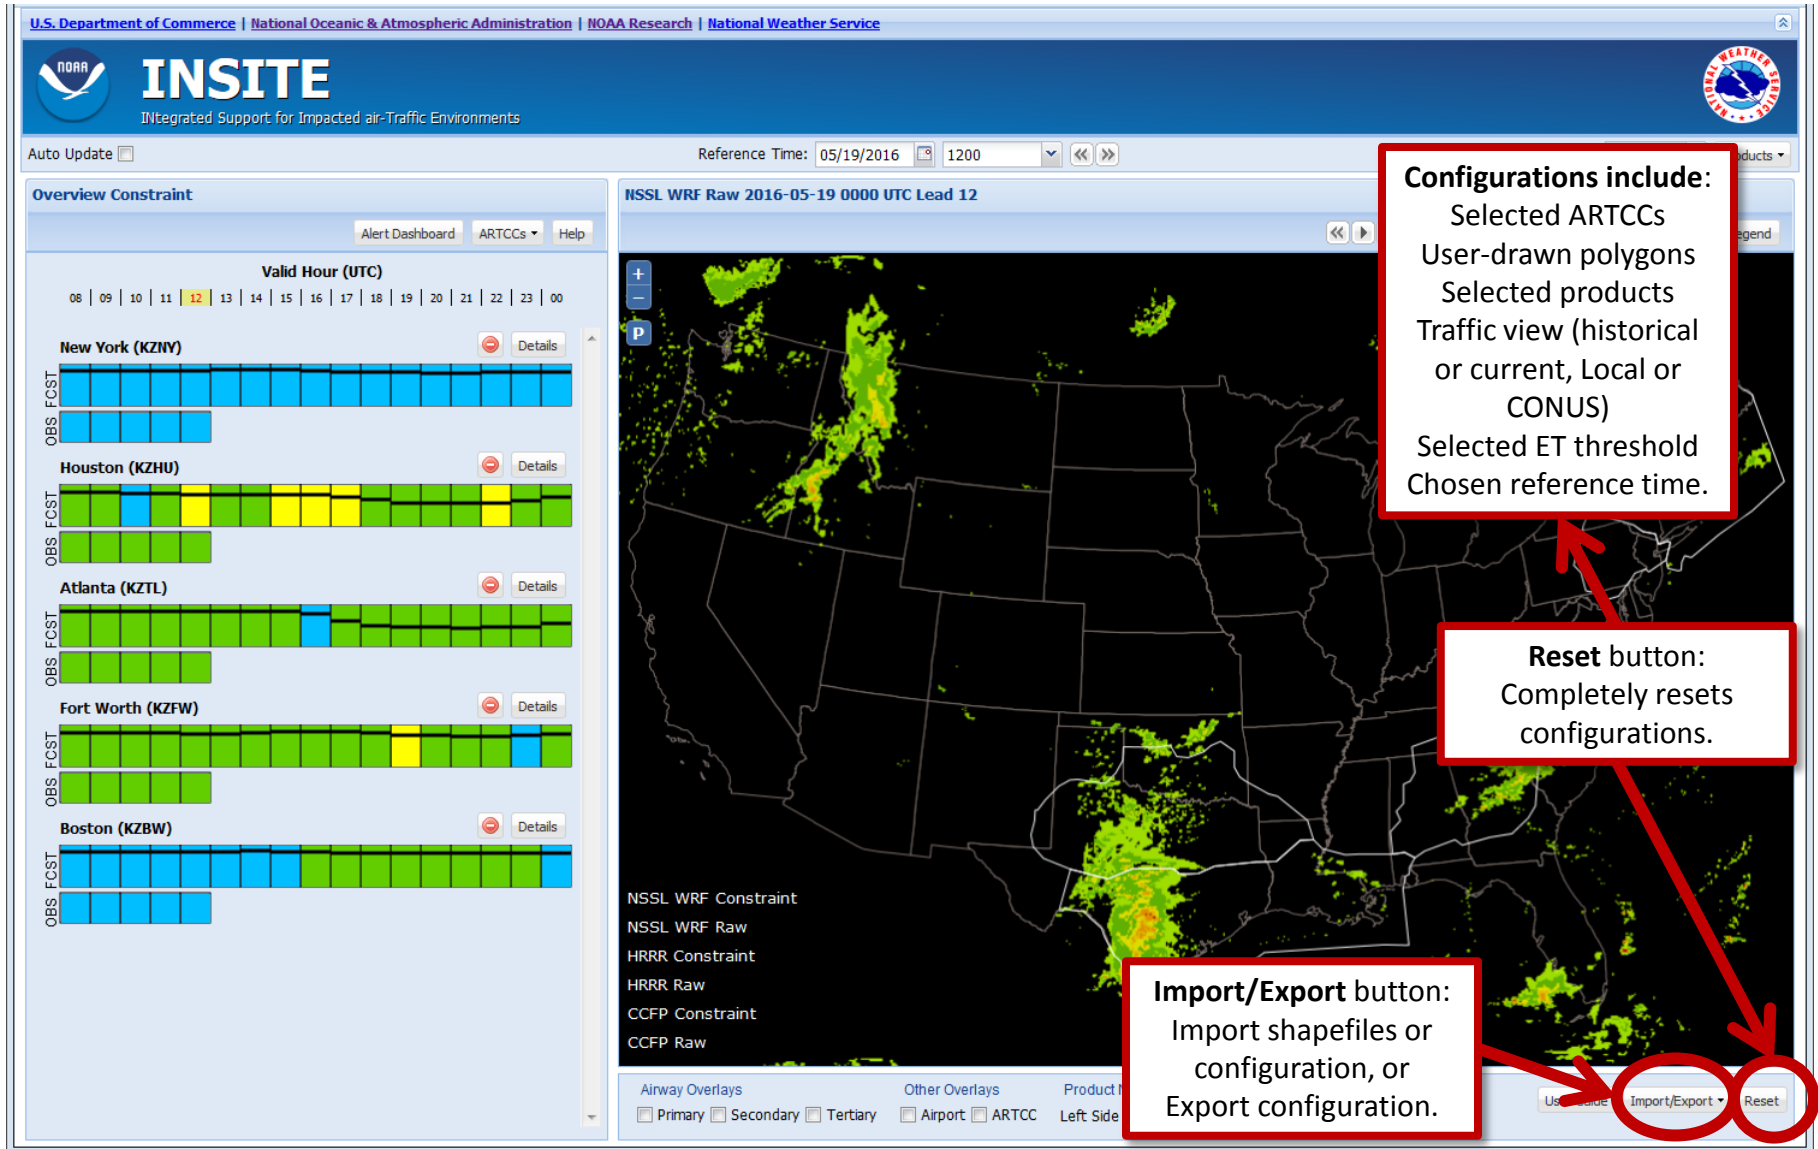 U.S. Department of Commerce | National Oceanic & Atmospheric Administration | NOAA Research | National Weather Service
NOAA
INSITE
INtegrated Support for Impacted air-Traffic Environments
NATIONAL WEATHER SERVICE
Auto Update
Reference Time: 05/19/2016 1200
Overview Constraint
Alert Dashboard ARTCCs Help
Valid Hour (UTC)
08 | 09 | 10 | 11 | 12 | 13 | 14 | 15 | 16 | 17 | 18 | 19 | 20 | 21 | 22 | 23 | 00
New York (KZNY) Details
FCST
OBS
Houston (KZHU) Details
FCST
OBS
Atlanta (KZTL) Details
FCST
OBS
Fort Worth (KZFW) Details
FCST
OBS
Boston (KZBW) Details
FCST
OBS
NSSL WRF Raw 2016-05-19 0000 UTC Lead 12
+
−
P
Configurations include:
Selected ARTCCs
User-drawn polygons
Selected products
Traffic view (historical
or current, Local or
CONUS)
Selected ET threshold
Chosen reference time.
Reset button:
Completely resets
configurations.
NSSL WRF Constraint
NSSL WRF Raw
HRRR Constraint
HRRR Raw
CCFP Constraint
CCFP Raw
Import/Export button:
Import shapefiles or
configuration, or
Export configuration.
Airway Overlays Other Overlays Product
Primary Secondary Tertiary Airport ARTCC Left Side
Import/Export Reset